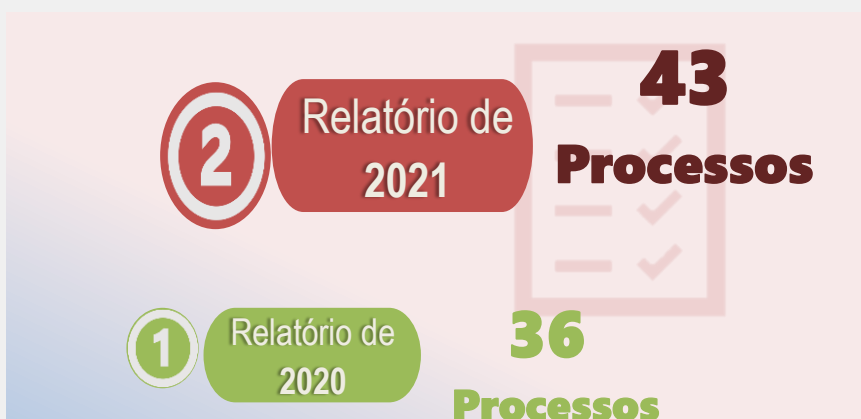 2
Relatório de
2021
43
Processos
1
Relatório de
2020
36
Processos